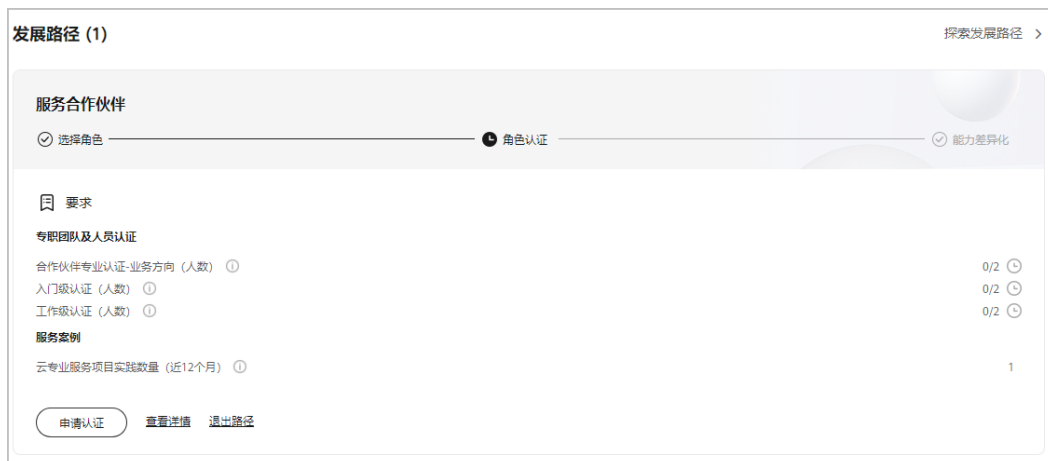 发展路径 (1)
探索发展路径
服务合作伙伴
选择角色
角色认证
能力差异化
要求
专职团队及人员认证
合作伙伴专业认证-业务方向（人数）
0/2
入门级认证（人数）
0/2
工作级认证（人数）
0/2
服务案例
云专业服务项目实践数量（近12个月）
1
申请认证
查看详情
退出路径